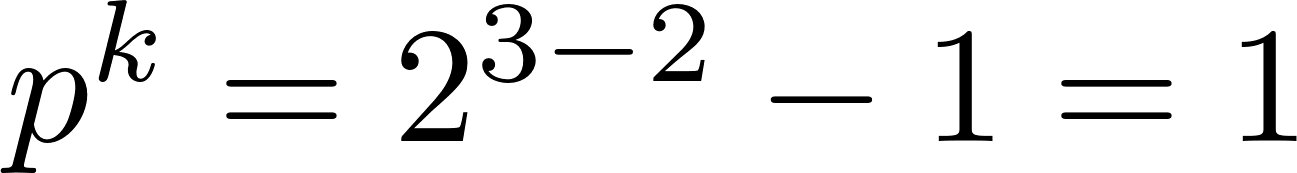 p^k = 2^{3-2} - 1 = 1